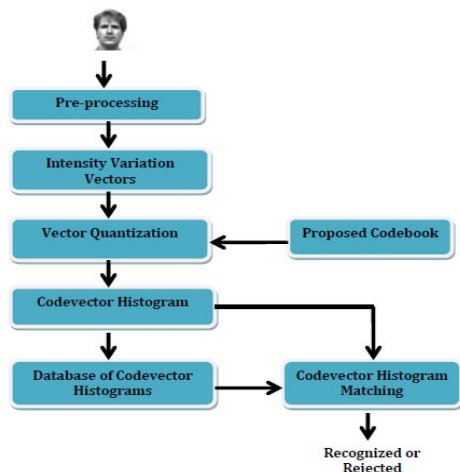 Pre-processing
Intensity Variation
Vectors
Vector Quantization
Proposed Codebook
Codevector Histogram
Database of Codevector
Histograms
Codevector Histogram
Matching
Recognized or
Rejected